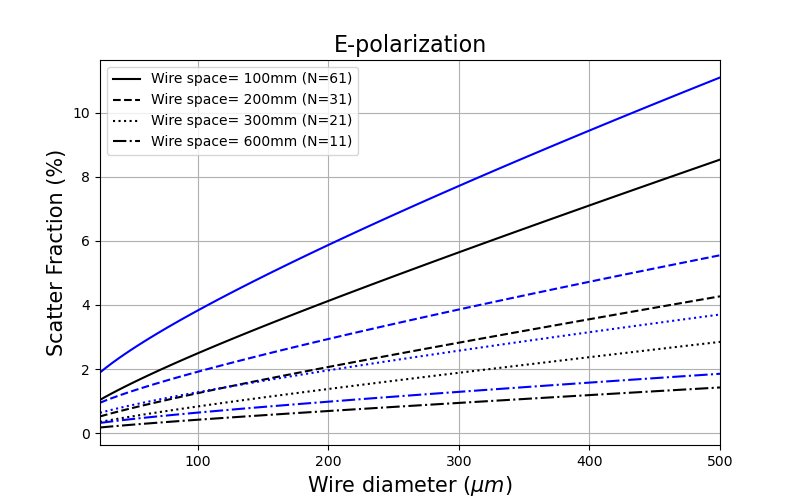 E-polarization
Wire space= 100mm (N=61)
Wire space= 200mm (N=31)
Wire space= 300mm (N=21)
Wire space= 600mm (N=11)
Scatter Fraction (%)
10
8
6
4
2
0
100
200
300
400
500
Wire diameter (μm)